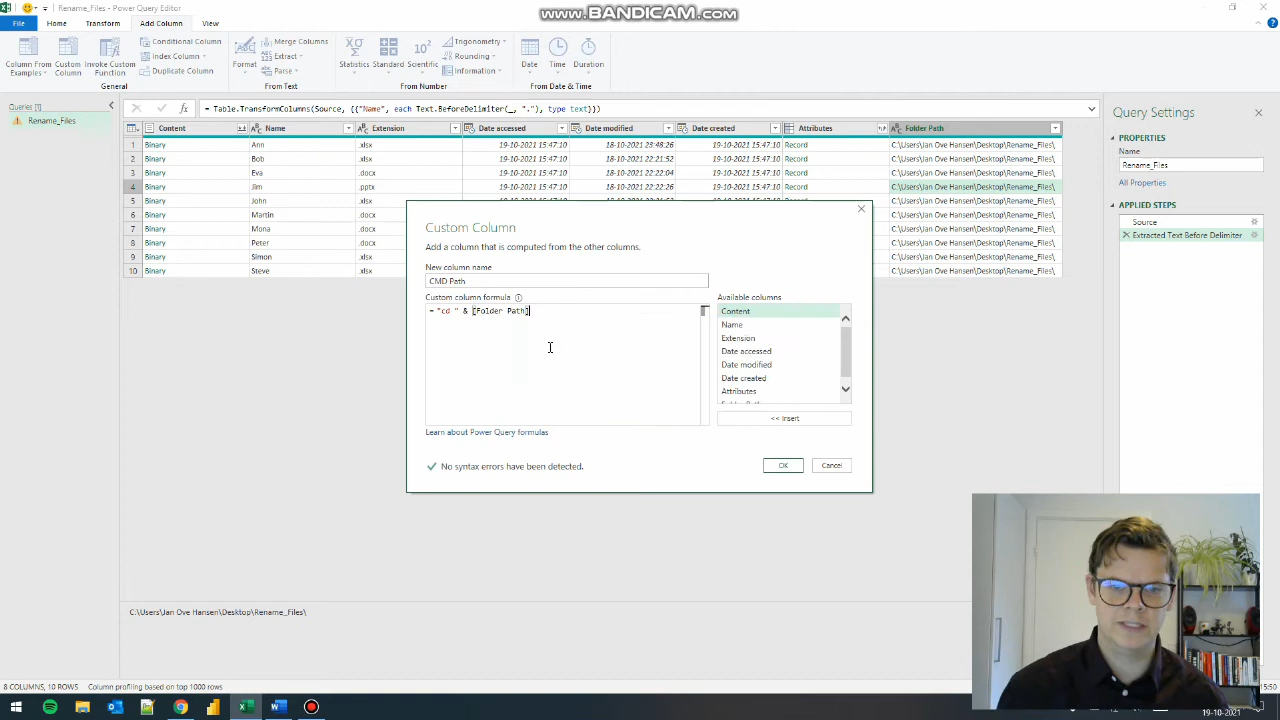 Rename_Files - Power Query Editor
www.BANDICAM.com
File Home Transform Add Column View
Column From Examples
Custom Column
Invoke Custom Function
Conditional Column
Index Column
Duplicate Column
General
Format
Merge Columns
Extract
Parse
From Text
Statistics
Standard
Scientific
Trigonometry
Rounding
Information
From Number
Date
Time
Duration
From Date & Time
Queries [1]
Rename_Files
= Table.TransformColumns(Source, {{"Name", each Text.BeforeDelimiter(_, "."), type text}})
Content Name Extension Date accessed Date modified Date created Attributes Folder Path
1 Binary Ann .xlsx 19-10-2021 15:47:10 18-10-2021 23:48:26 19-10-2021 15:47:10 Record C:\Users\Jan Ove Hansen\Desktop\Rename_Files\
2 Binary Bob .xlsx 19-10-2021 15:47:10 18-10-2021 22:21:52 19-10-2021 15:47:10 Record C:\Users\Jan Ove Hansen\Desktop\Rename_Files\
3 Binary Eva .docx 19-10-2021 15:47:10 18-10-2021 22:22:04 19-10-2021 15:47:10 Record C:\Users\Jan Ove Hansen\Desktop\Rename_Files\
4 Binary Jim .pptx 19-10-2021 15:47:10 18-10-2021 22:22:26 19-10-2021 15:47:10 Record C:\Users\Jan Ove Hansen\Desktop\Rename_Files\
5 Binary John .xlsx C:\Users\Jan Ove Hansen\Desktop\Rename_Files\
6 Binary Martin .docx C:\Users\Jan Ove Hansen\Desktop\Rename_Files\
7 Binary Mona .docx C:\Users\Jan Ove Hansen\Desktop\Rename_Files\
8 Binary Peter .docx C:\Users\Jan Ove Hansen\Desktop\Rename_Files\
9 Binary Simon .xlsx C:\Users\Jan Ove Hansen\Desktop\Rename_Files\
10 Binary Steve .xlsx C:\Users\Jan Ove Hansen\Desktop\Rename_Files\
Custom Column
Add a column that is computed from the other columns.
New column name
CMD Path
Custom column formula
= "cd " & [Folder Path]
Available columns
Content
Name
Extension
Date accessed
Date modified
Date created
Attributes
<< Insert
Learn about Power Query formulas
No syntax errors have been detected.
OK
Cancel
Query Settings
PROPERTIES
Name
Rename_Files
All Properties
APPLIED STEPS
Source
Extracted Text Before Delimiter
C:\Users\Jan Ove Hansen\Desktop\Rename_Files\
8 COLUMNS, 10 ROWS Column profiling based on top 1000 rows
15:50
19-10-2021